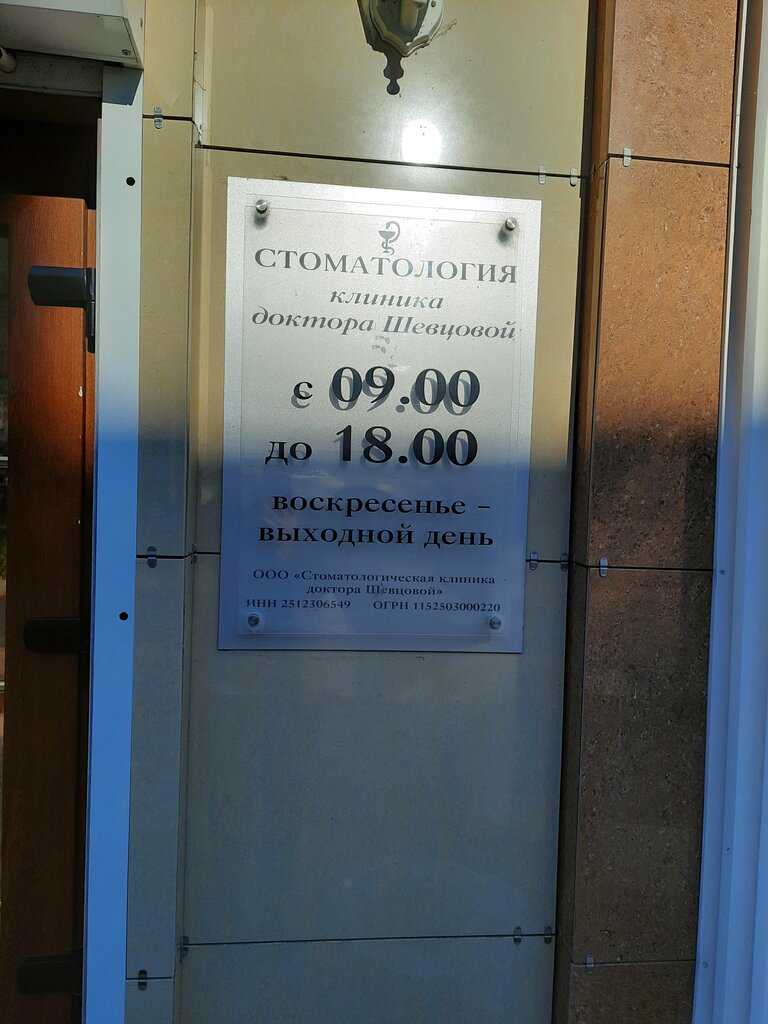 СТОМАТОЛОГИЯ
клиника
доктора Шевцовой
с 09.00
до 18.00
воскресенье –
выходной день
ООО «Стоматологическая клиника
доктора Шевцовой»
ИНН 2512306549 ОГРН 1152503000220